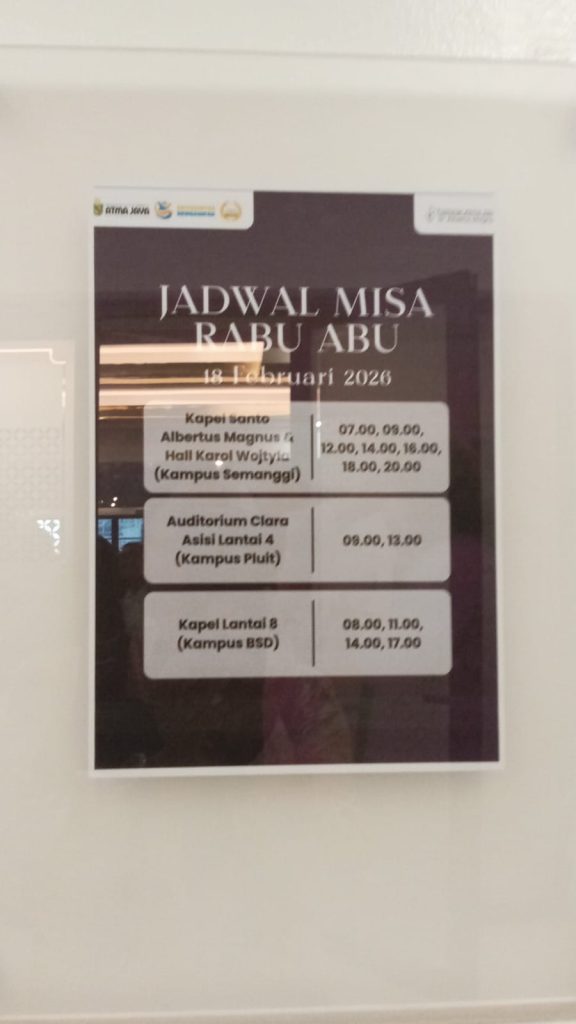 ATMA JAYA
JADWAL MISA
RABU ABU
18 Februari 2026
Kapel Santo
Albertus Magnus &
Hall Karol Wojtyla
(Kampus Semanggi)
07.00, 09.00,
12.00, 14.00, 16.00,
18.00, 20.00
Auditorium Clara
Asisi Lantai 4
(Kampus Pluit)
09.00, 13.00
Kapel Lantai 8
(Kampus BSD)
08.00, 11.00,
14.00, 17.00